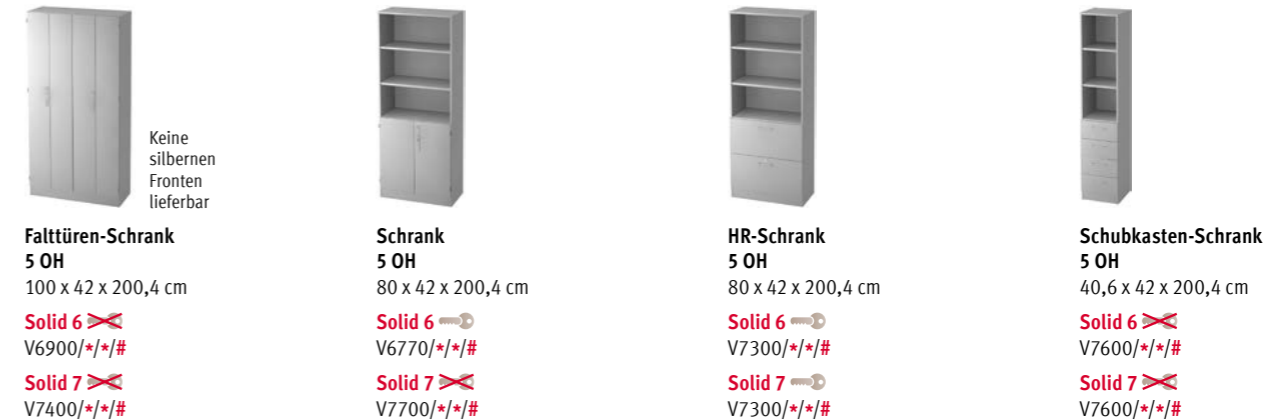 Keine
silbernen
Fronten
lieferbar
Falttüren-Schrank
5 OH
100 x 42 x 200,4 cm
Solid 6
V6900/*/*/#
Solid 7
V7400/*/*/#
Schrank
5 OH
80 x 42 x 200,4 cm
Solid 6
V6770/*/*/#
Solid 7
V7700/*/*/#
HR-Schrank
5 OH
80 x 42 x 200,4 cm
Solid 6
V7300/*/*/#
Solid 7
V7300/*/*/#
Schubkasten-Schrank
5 OH
40,6 x 42 x 200,4 cm
Solid 6
V7600/*/*/#
Solid 7
V7600/*/*/#